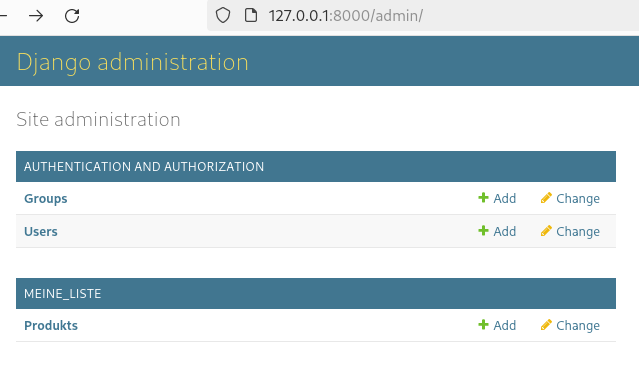 127.0.0.1:8000/admin/
Django administration
Site administration
AUTHENTICATION AND AUTHORIZATION
Groups Add Change
Users Add Change
MEINE_LISTE
Produkts Add Change